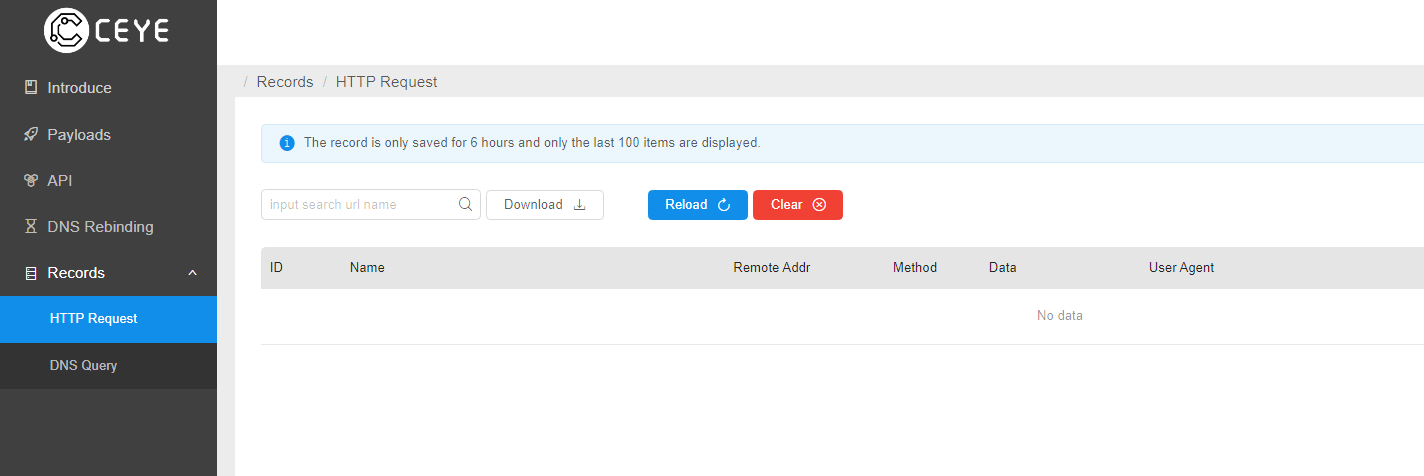 CEYE
Introduce
Payloads
API
DNS Rebinding
Records
HTTP Request
DNS Query
/ Records / HTTP Request
The record is only saved for 6 hours and only the last 100 items are displayed.
input search url name Download Reload Clear
ID Name Remote Addr Method Data User Agent
No data